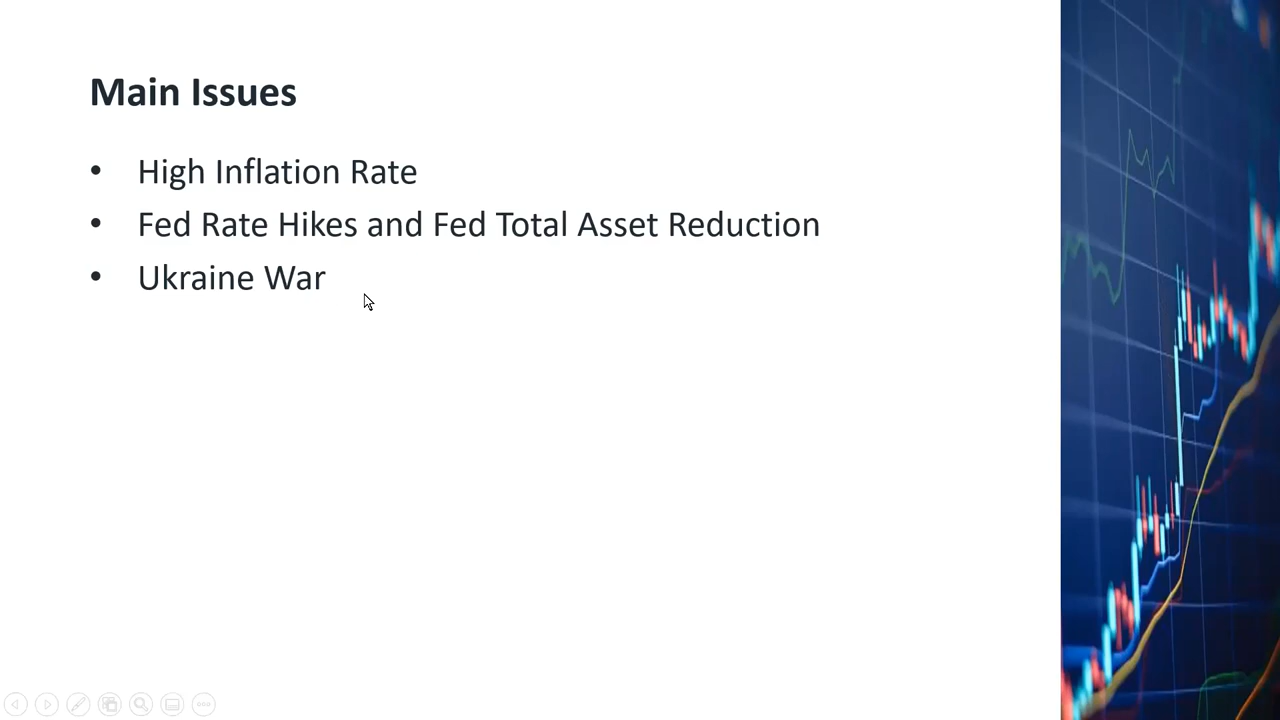 Main Issues
• High Inflation Rate
• Fed Rate Hikes and Fed Total Asset Reduction
• Ukraine War